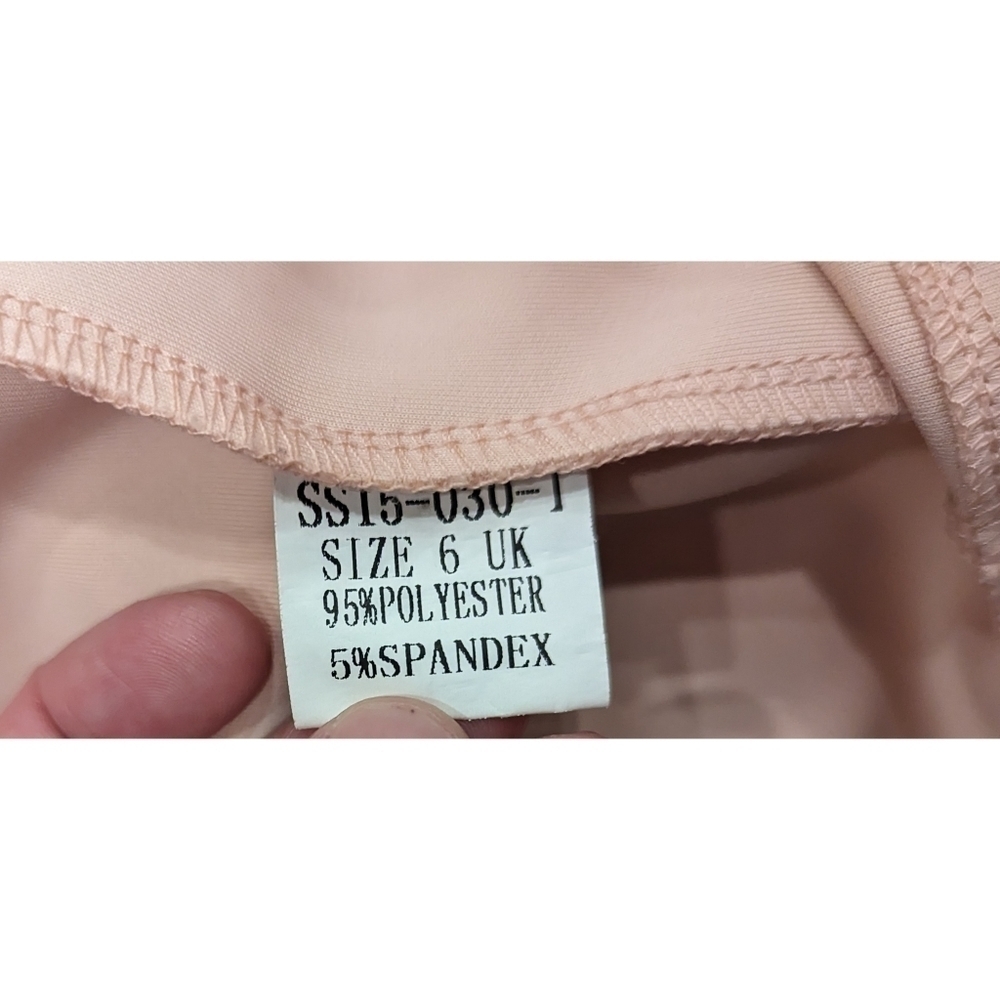 SS15-030-1
SIZE 6 UK
95%POLYESTER
5%SPANDEX